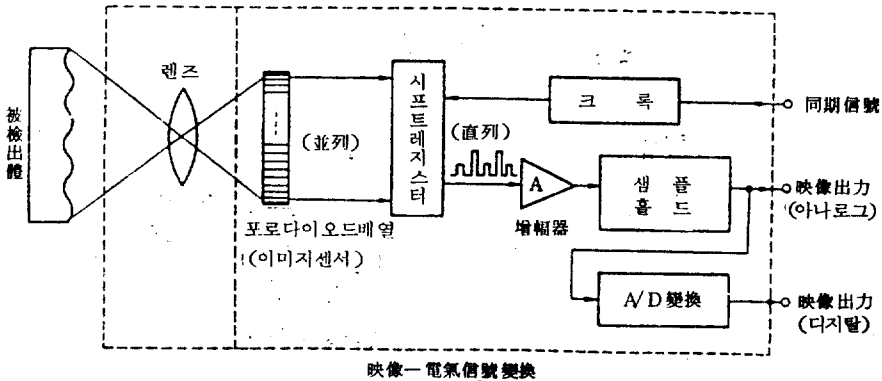 被檢出體
렌즈
(並列)
포로다이오드배열
(이미지센서)
시프트레지스터
(直列)
크 록
A
增幅器
샘 플
홀 드
A/D變換
同期信號
映像出力
(아나로그)
映像出力
(디지탈)
映像—電氣信號變換